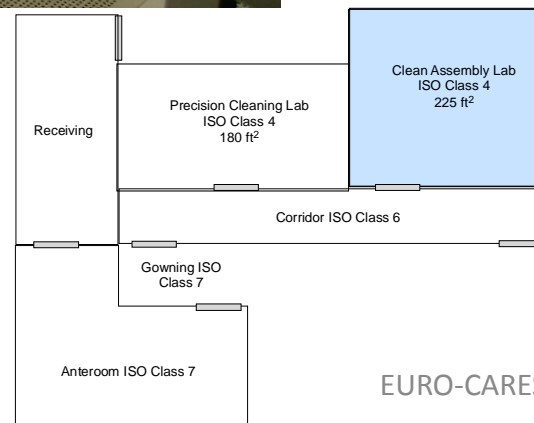 Clean Assembly Lab
ISO Class 4
225 ft²
Precision Cleaning Lab
ISO Class 4
180 ft²
Receiving
Corridor ISO Class 6
Gowning ISO
Class 7
Anteroom ISO Class 7